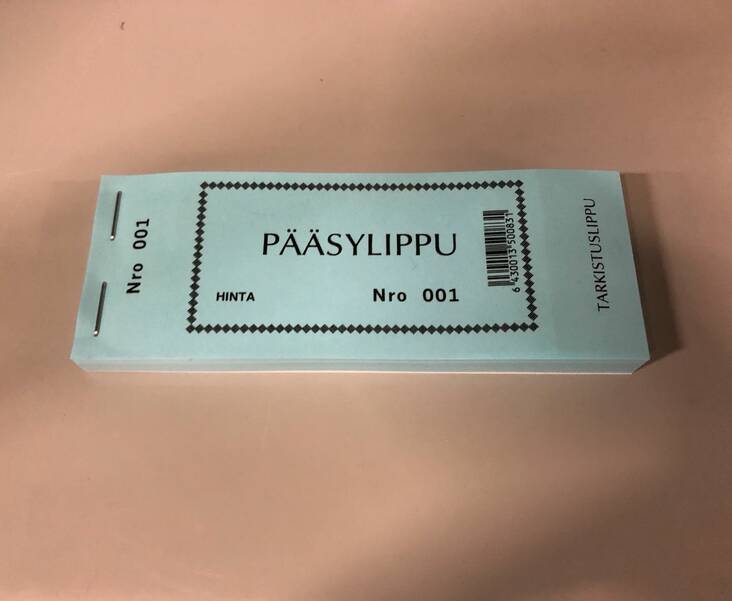 Nro 001
PÄÄSYLIPPU
HINTA
Nro 001
6 430013 500831
TARKISTUSLIPPU